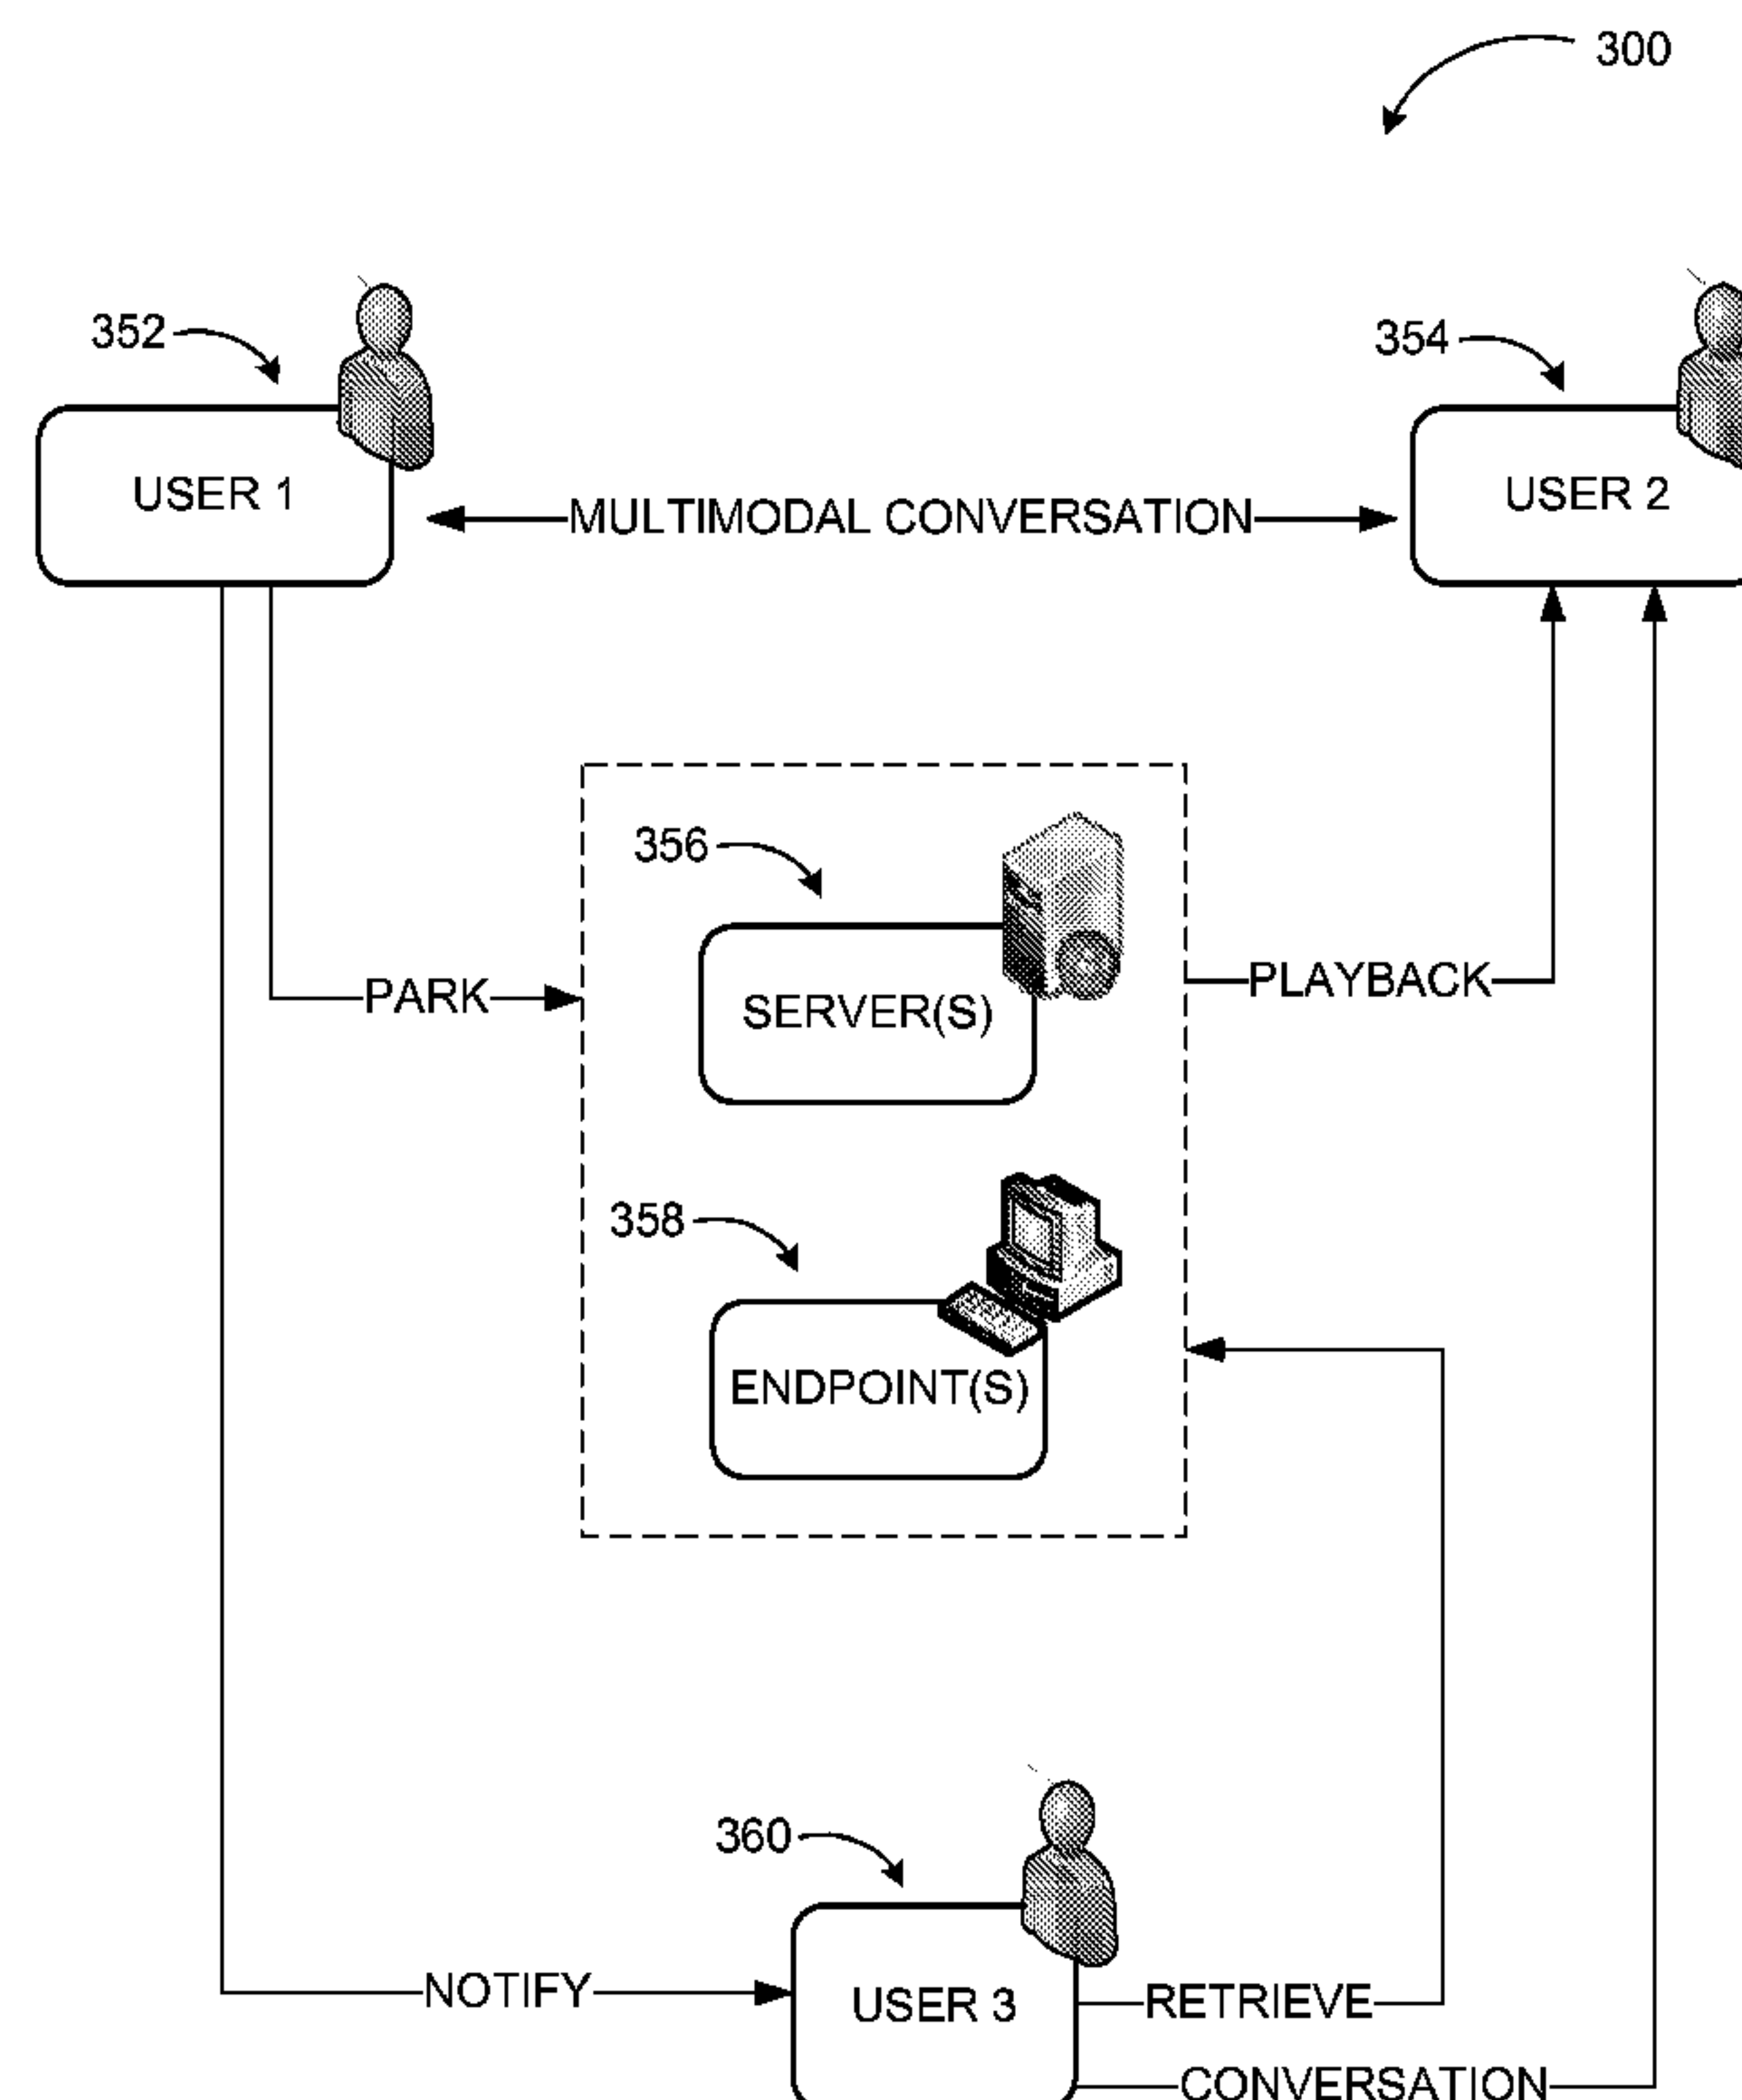 300
352
354
USER 1
MULTIMODAL CONVERSATION
USER 2
356
PARK
SERVER(S)
PLAYBACK
358
ENDPOINT(S)
360
NOTIFY
USER 3
RETRIEVE
CONVERSATION